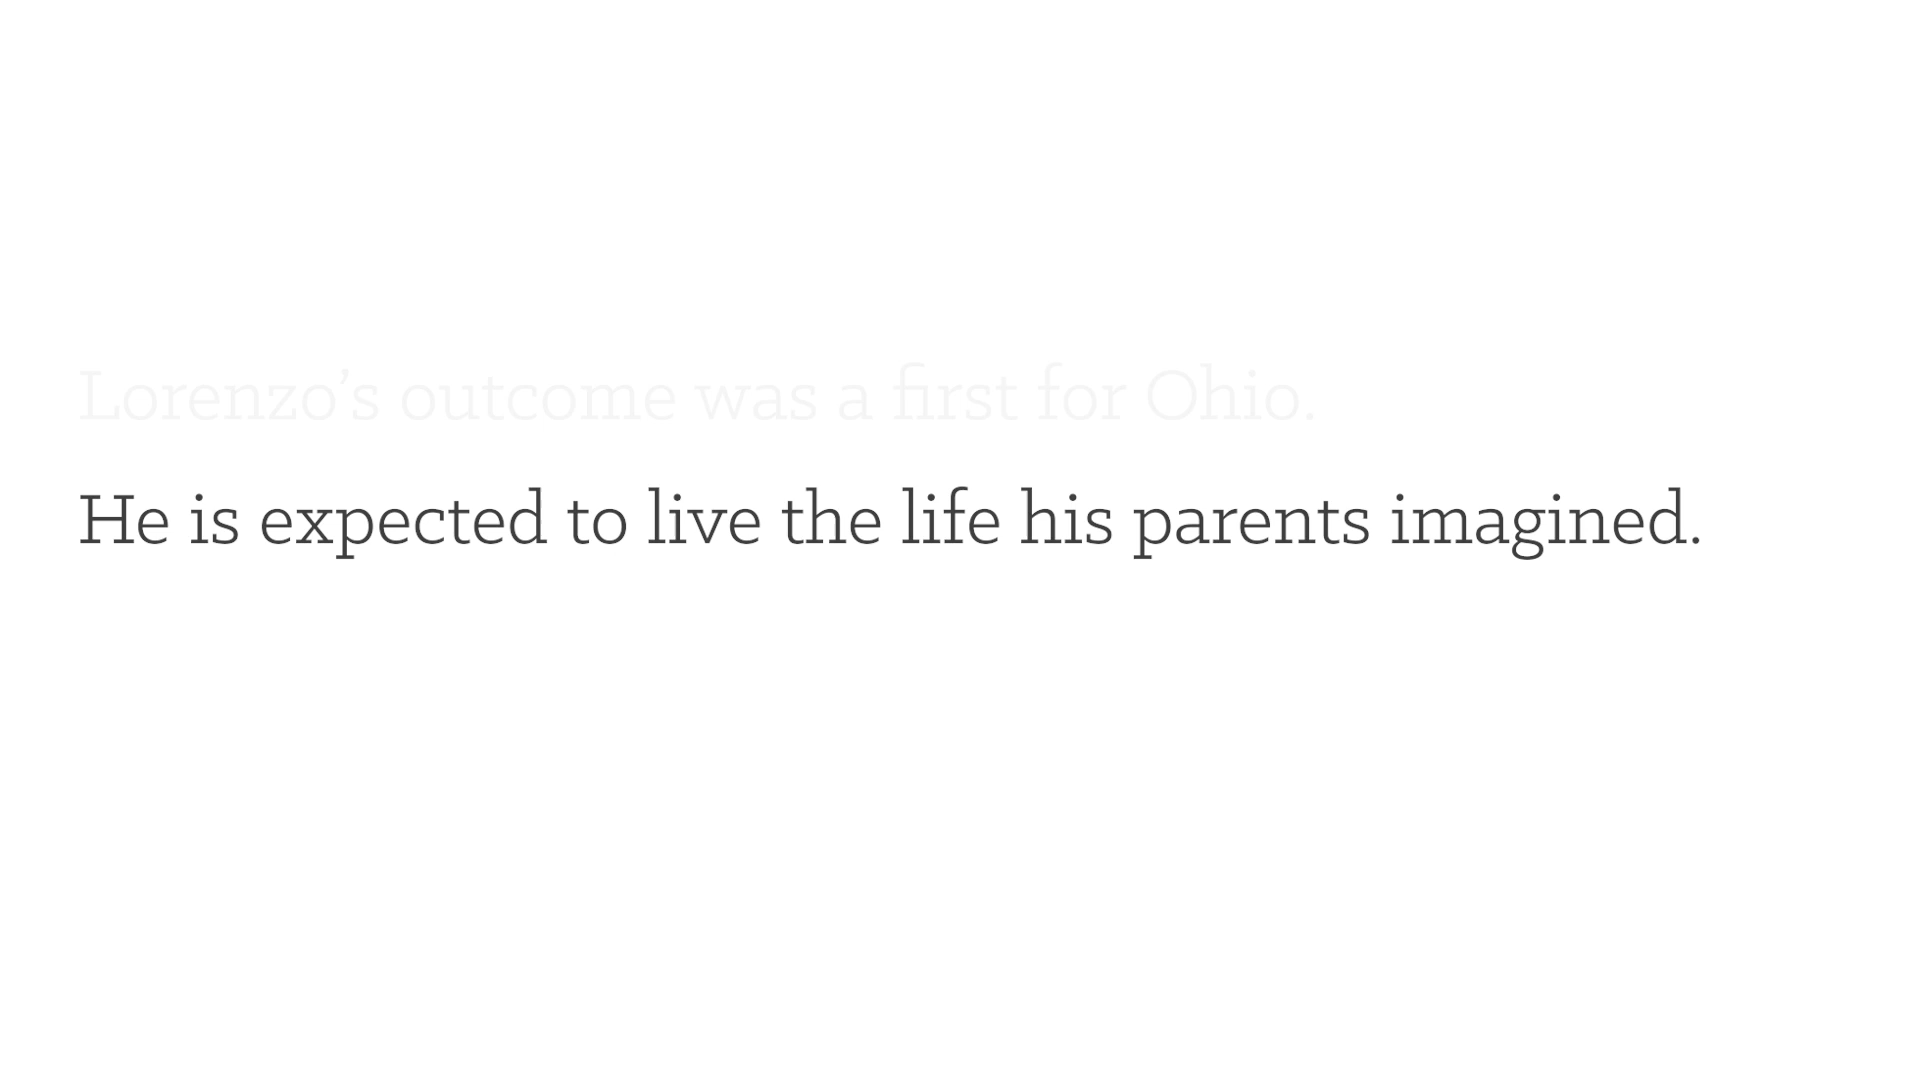 Lorenzo’s outcome was a first for Ohio.
He is expected to live the life his parents imagined.